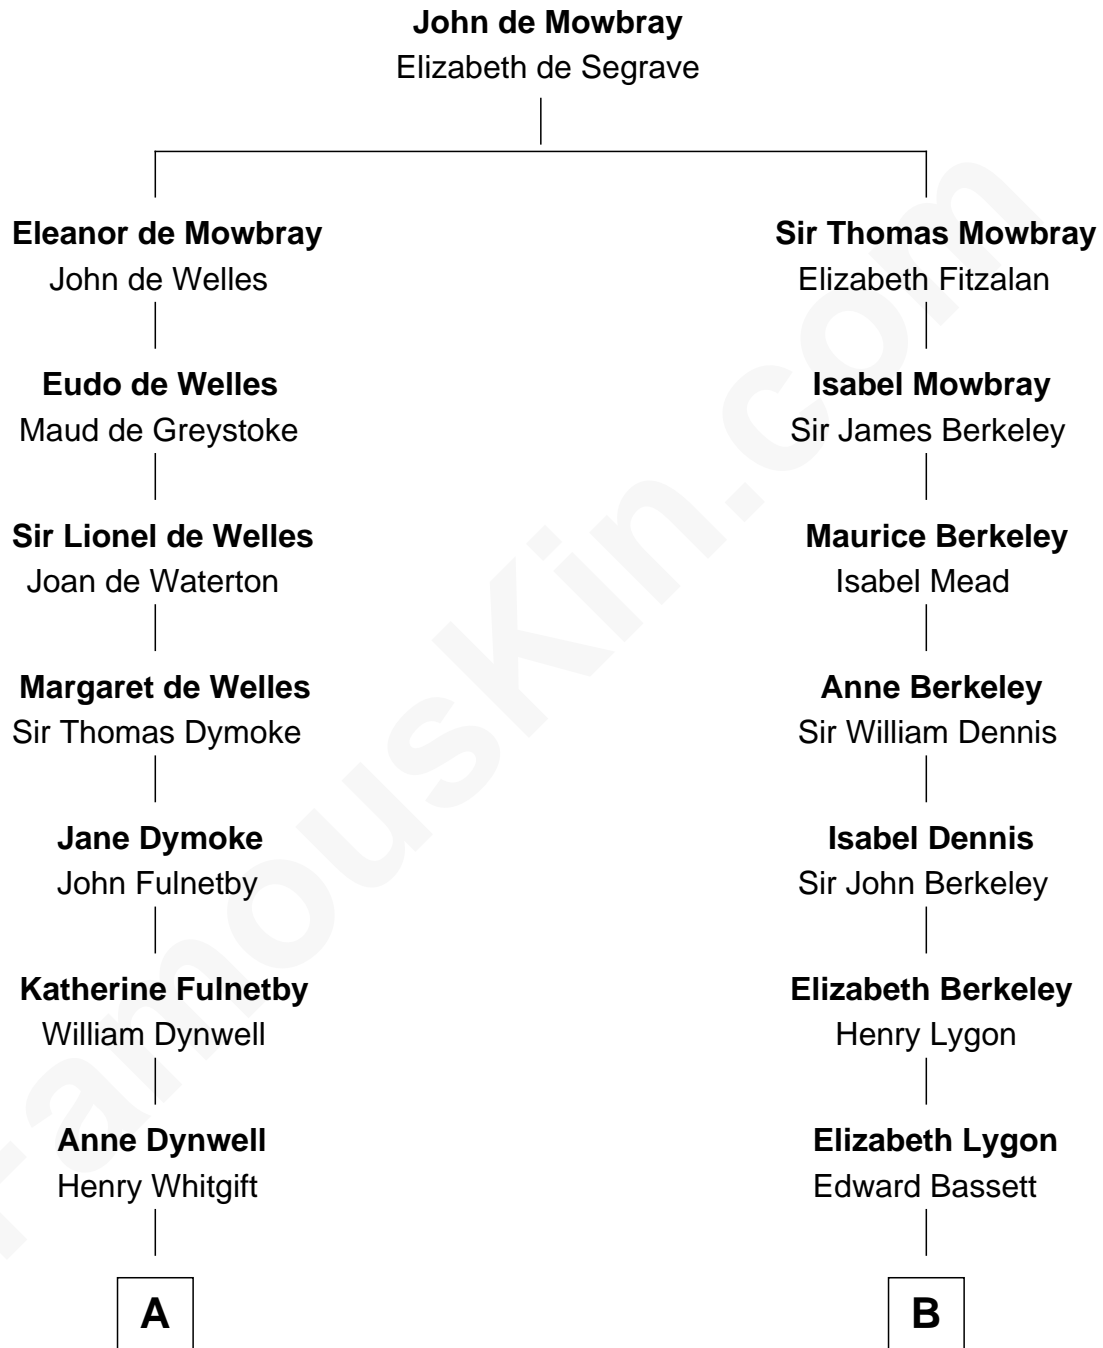 John de Mowbray
Elizabeth de Segrave
Eleanor de Mowbray
John de Welles
Eudo de Welles
Maud de Greystoke
Sir Lionel de Welles
Joan de Waterton
Margaret de Welles
Sir Thomas Dymoke
Jane Dymoke
John Fulnetby
Katherine Fulnetby
William Dynwell
Anne Dynwell
Henry Whitgift
A
Sir Thomas Mowbray
Elizabeth Fitzalan
Isabel Mowbray
Sir James Berkeley
Maurice Berkeley
Isabel Mead
Anne Berkeley
Sir William Dennis
Isabel Dennis
Sir John Berkeley
Elizabeth Berkeley
Henry Lygon
Elizabeth Lygon
Edward Bassett
B
FamousKin.com